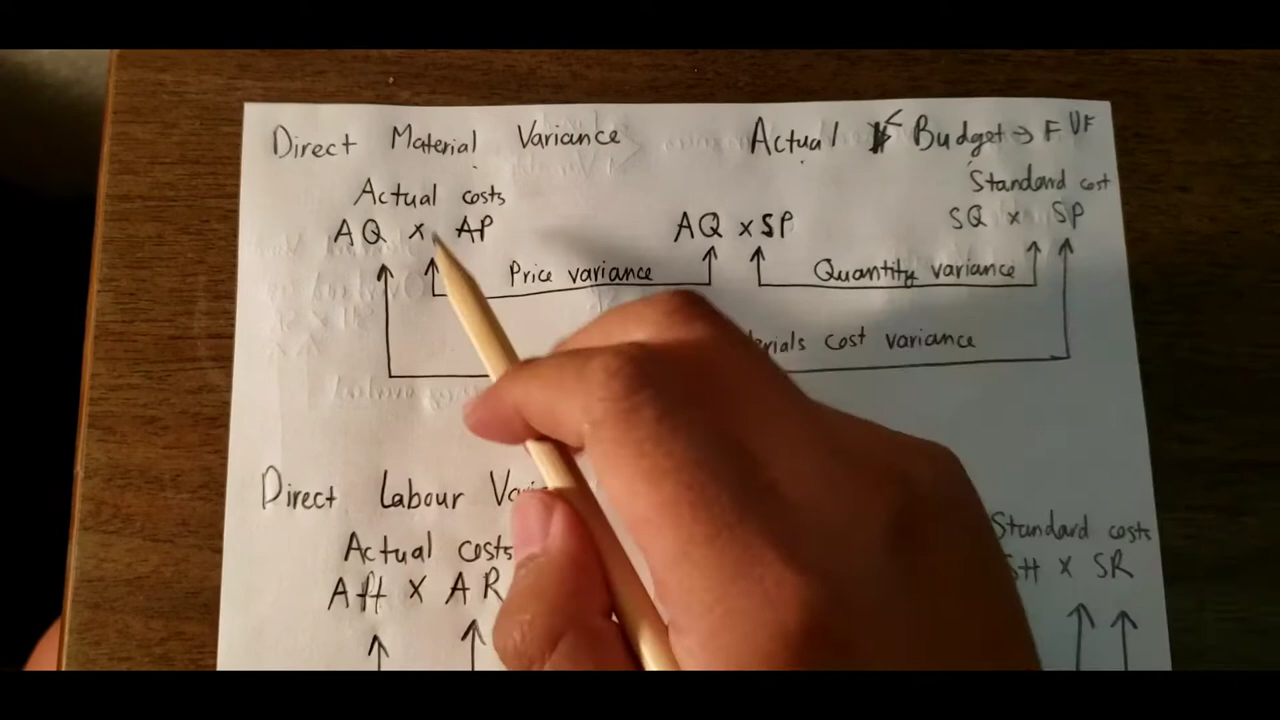 Direct Material Variance Actual < Budget → F UF
Actual costs Standard cost
AQ × AP AQ × SP SQ × SP
Price variance Quantity variance
cost variance
Direct Labour
Actual costs Standard costs
AH × AR SH × SR